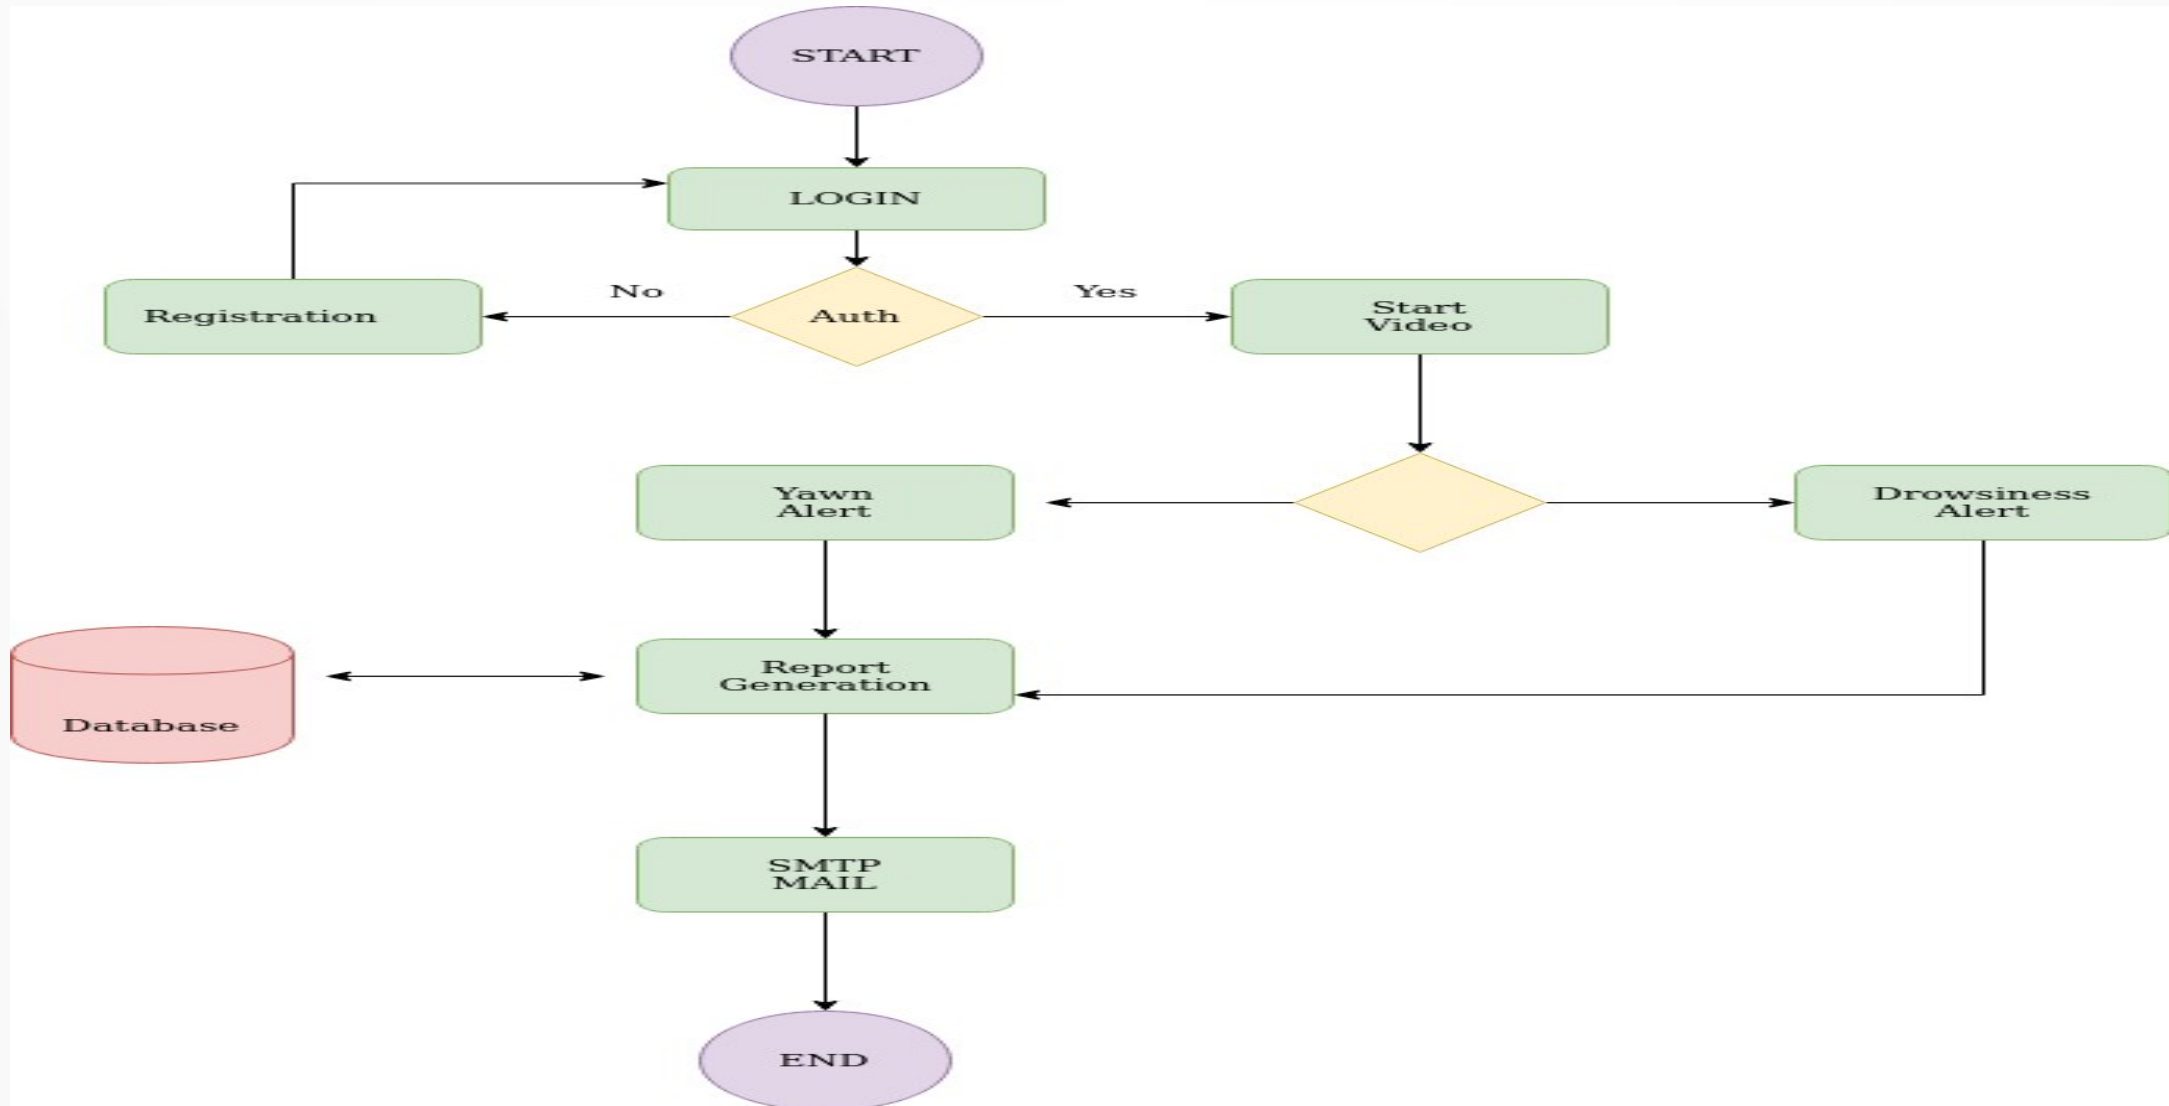 START
LOGIN
No
Yes
Registration
Auth
Start
Video
Yawn
Alert
Drowsiness
Alert
Report
Generation
Database
SMTP
MAIL
END